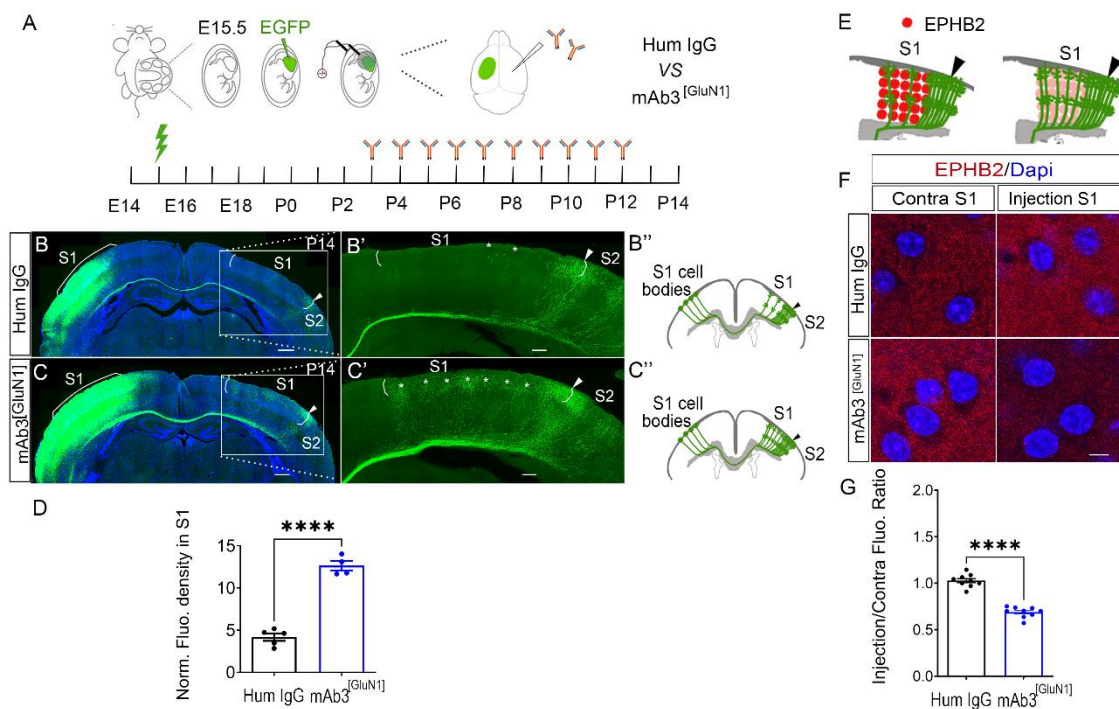 A
E15.5 EGFP
Hum IgG
VS
mAb3 [GluN1]
E14 E16 E18 P0 P2 P4 P6 P8 P10 P12 P14
B
S1
P14
S1
S2
Hum IgG
B'
S1
* *
S2
B''
S1 cell
bodies
S1
S2
C
S1
P14
S1
S2
mAb3[GluN1]
C'
S1
* * * * * *
S2
C''
S1 cell
bodies
S1
S2
D
****
Norm. Fluo. density in S1
15
10
5
0
Hum IgG mAb3[GluN1]
E
EPHB2
S1 S1
F
EPHB2/Dapi
Contra S1 Injection S1
Hum IgG
mAb3 [GluN1]
G
Injection/Contra Fluo. Ratio
2.0
1.5
****
1.0
0.5
0.0
Hum IgG mAb3[GluN1]